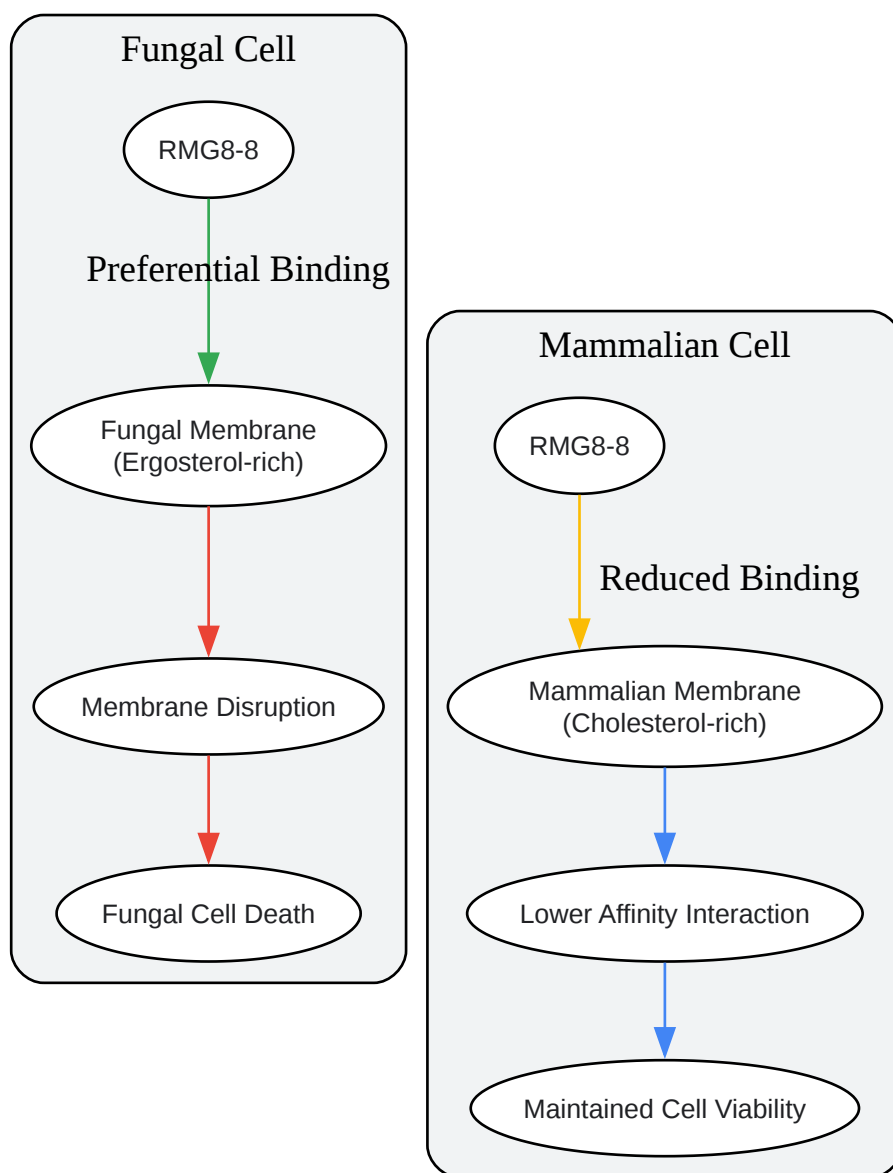 Fungal Cell
RMG8-8
Preferential Binding
Fungal Membrane
(Ergosterol-rich)
Membrane Disruption
Fungal Cell Death
Mammalian Cell
RMG8-8
Reduced Binding
Mammalian Membrane
(Cholesterol-rich)
Lower Affinity Interaction
Maintained Cell Viability